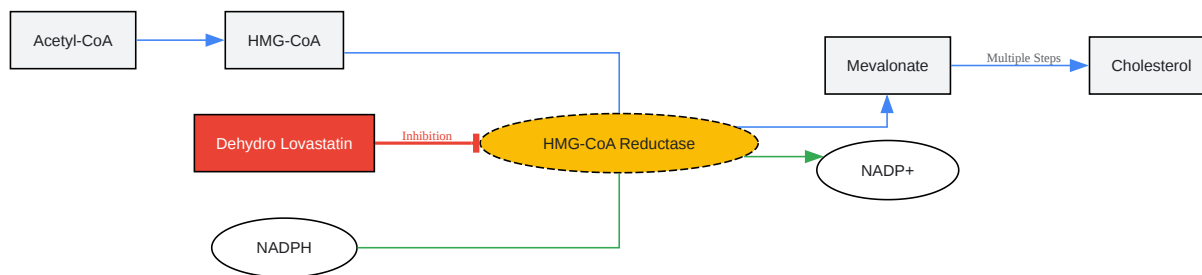 Acetyl-CoA
HMG-CoA
Mevalonate
Multiple Steps
Cholesterol
Dehydro Lovastatin
Inhibition
HMG-CoA Reductase
NADP+
NADPH